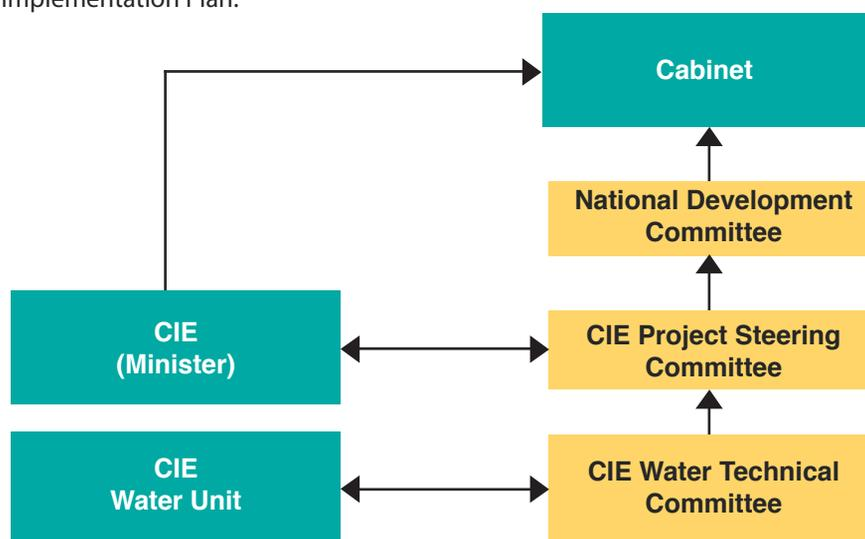 Implementation Plan.
Cabinet
National Development
Committee
CIE
(Minister)
CIE Project Steering
Committee
CIE
Water Unit
CIE Water Technical
Committee